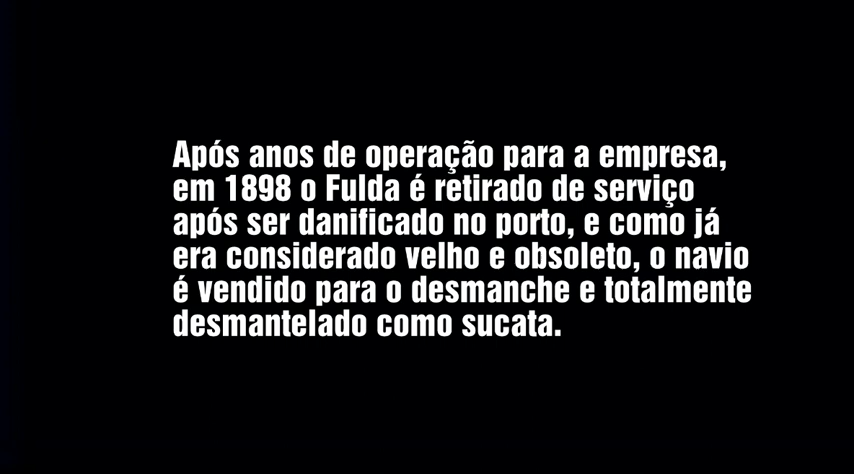 Após anos de operação para a empresa,
em 1898 o Fulda é retirado de serviço
após ser danificado no porto, e como já
era considerado velho e obsoleto, o navio
é vendido para o desmanche e totalmente
desmantelado como sucata.